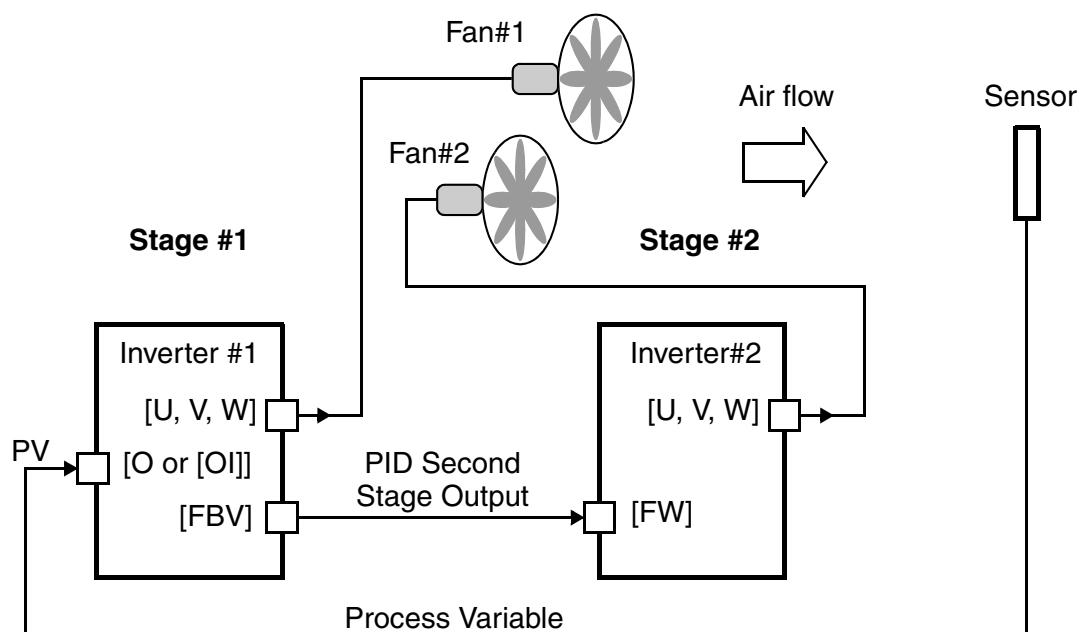 Fan#1
Air flow
Sensor
Fan#2
Stage #1
Stage #2
Inverter #1
Inverter#2
[U, V, W]
[U, V, W]
PV
[O or [OI]]
PID Second
Stage Output
[FBV]
[FW]
Process Variable